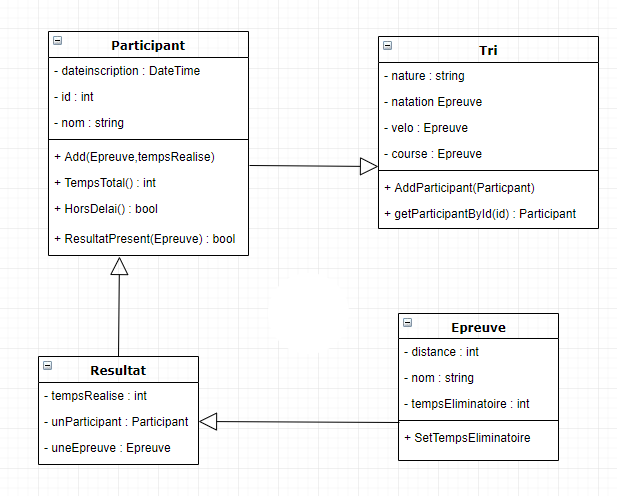 Participant
- dateinscription : DateTime
- id : int
- nom : string
+ Add(Epreuve,tempsRealise)
+ TempsTotal() : int
+ HorsDelai() : bool
+ ResultatPresent(Epreuve) : bool
Tri
- nature : string
- natation Epreuve
- velo : Epreuve
- course : Epreuve
+ AddParticipant(Particpant)
+ getParticipantById(id) : Participant
Resultat
- tempsRealise : int
- unParticipant : Participant
- uneEpreuve : Epreuve
Epreuve
- distance : int
- nom : string
- tempsEliminatoire : int
+ SetTempsEliminatoire